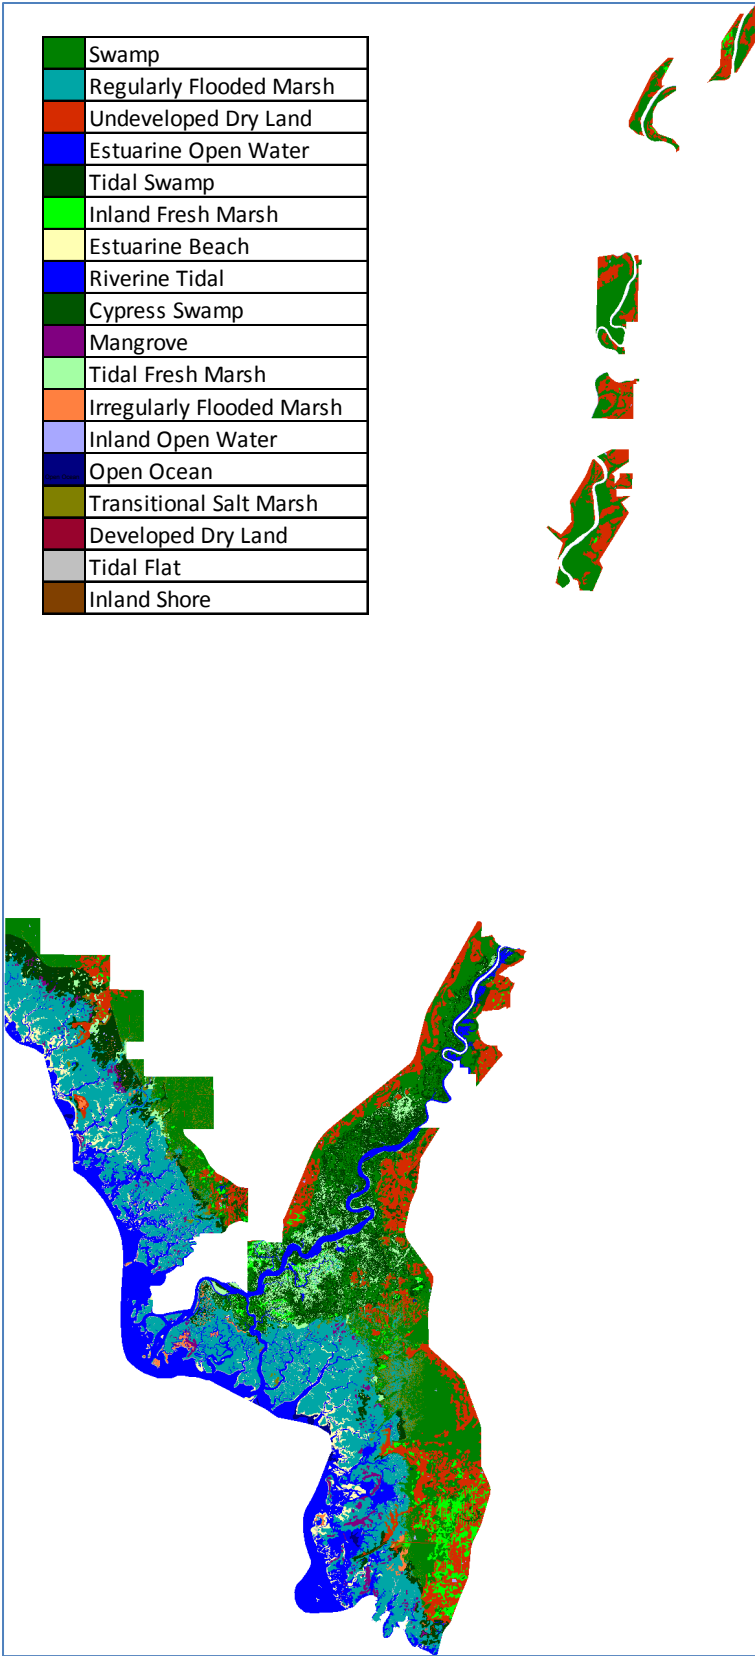 Swamp
Regularly Flooded Marsh
Undeveloped Dry Land
Estuarine Open Water
Tidal Swamp
Inland Fresh Marsh
Estuarine Beach
Riverine Tidal
Cypress Swamp
Mangrove
Tidal Fresh Marsh
Irregularly Flooded Marsh
Inland Open Water
Open Ocean
Transitional Salt Marsh
Developed Dry Land
Tidal Flat
Inland Shore